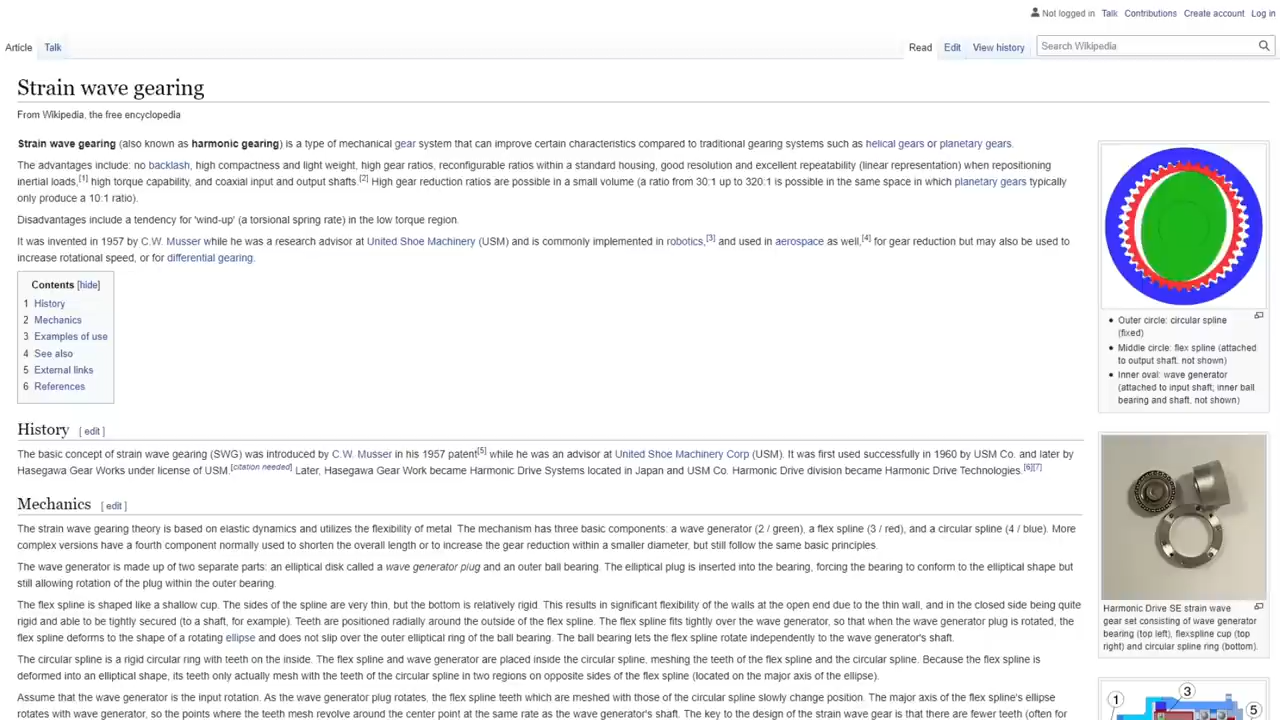 Not logged in Talk Contributions Create account Log in
Article Talk Read Edit View history Search Wikipedia
Strain wave gearing
From Wikipedia, the free encyclopedia
Strain wave gearing (also known as harmonic gearing) is a type of mechanical gear system that can improve certain characteristics compared to traditional gearing systems such as helical gears or planetary gears.
The advantages include: no backlash, high compactness and light weight, high gear ratios, reconfigurable ratios within a standard housing, good resolution and excellent repeatability (linear representation) when repositioning
inertial loads,[1] high torque capability, and coaxial input and output shafts.[2] High gear reduction ratios are possible in a small volume (a ratio from 30:1 up to 320:1 is possible in the same space in which planetary gears typically
only produce a 10:1 ratio).
Disadvantages include a tendency for 'wind-up' (a torsional spring rate) in the low torque region.
It was invented in 1957 by C.W. Musser while he was a research advisor at United Shoe Machinery (USM) and is commonly implemented in robotics,[3] and used in aerospace as well,[4] for gear reduction but may also be used to
increase rotational speed, or for differential gearing.
Contents [hide]
1 History
2 Mechanics
3 Examples of use
4 See also
5 External links
6 References
Outer circle: circular spline
(fixed)
Middle circle: flex spline (attached
to output shaft, not shown)
Inner oval: wave generator
(attached to input shaft; inner ball
bearing and shaft, not shown)
History [ edit ]
The basic concept of strain wave gearing (SWG) was introduced by C.W. Musser in his 1957 patent[5] while he was an advisor at United Shoe Machinery Corp (USM). It was first used successfully in 1960 by USM Co. and later by
Hasegawa Gear Works under license of USM.[citation needed] Later, Hasegawa Gear Work became Harmonic Drive Systems located in Japan and USM Co. Harmonic Drive division became Harmonic Drive Technologies.[6][7]
Mechanics [ edit ]
The strain wave gearing theory is based on elastic dynamics and utilizes the flexibility of metal. The mechanism has three basic components: a wave generator (2 / green), a flex spline (3 / red), and a circular spline (4 / blue). More
complex versions have a fourth component normally used to shorten the overall length or to increase the gear reduction within a smaller diameter, but still follow the same basic principles.
The wave generator is made up of two separate parts: an elliptical disk called a wave generator plug and an outer ball bearing. The elliptical plug is inserted into the bearing, forcing the bearing to conform to the elliptical shape but
still allowing rotation of the plug within the outer bearing.
The flex spline is shaped like a shallow cup. The sides of the spline are very thin, but the bottom is relatively rigid. This results in significant flexibility of the walls at the open end due to the thin wall, and in the closed side being quite
rigid and able to be tightly secured (to a shaft, for example). Teeth are positioned radially around the outside of the flex spline. The flex spline fits tightly over the wave generator, so that when the wave generator plug is rotated, the
flex spline deforms to the shape of a rotating ellipse and does not slip over the outer elliptical ring of the ball bearing. The ball bearing lets the flex spline rotate independently to the wave generator's shaft.
The circular spline is a rigid circular ring with teeth on the inside. The flex spline and wave generator are placed inside the circular spline, meshing the teeth of the flex spline and the circular spline. Because the flex spline is
deformed into an elliptical shape, its teeth only actually mesh with the teeth of the circular spline in two regions on opposite sides of the flex spline (located on the major axis of the ellipse).
Assume that the wave generator is the input rotation. As the wave generator plug rotates, the flex spline teeth which are meshed with those of the circular spline slowly change position. The major axis of the flex spline's ellipse
rotates with wave generator, so the points where the teeth mesh revolve around the center point at the same rate as the wave generator's shaft. The key to the design of the strain wave gear is that there are fewer teeth (often for
Harmonic Drive SE strain wave
gear set consisting of wave generator
bearing (top left), flexspline cup (top
right) and circular spline ring (bottom).
1 3 5